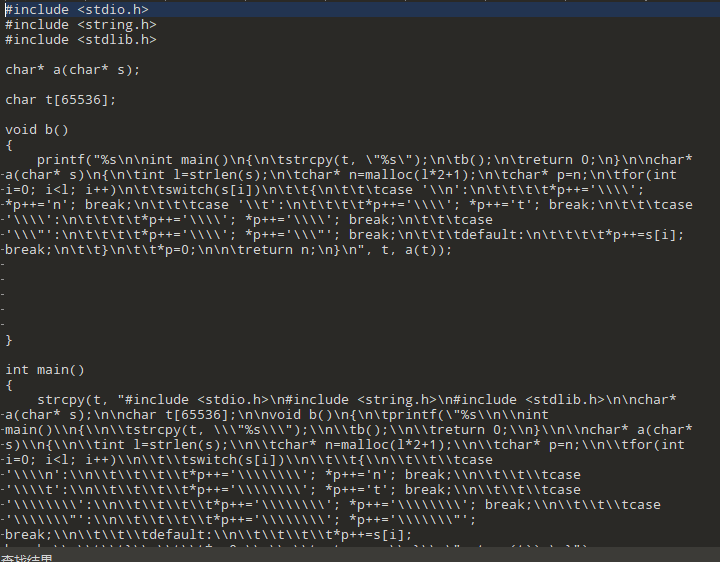 #include <stdio.h>
#include <string.h>
#include <stdlib.h>
char* a(char* s);
char t[65536];
void b()
{
printf("%s\n\nint main()\n{\n\tstrcpy(t, \"%s\");\n\tb();\n\treturn 0;\n}\n\nchar*
a(char* s)\n{\n\tint l=strlen(s);\n\tchar* n=malloc(l*2+1);\n\tchar* p=n;\n\tfor(int
i=0; i<l; i++)\n\t\tswitch(s[i])\n\t\t{\n\t\t\tcase '\\n':\n\t\t\t\t*p++='\\\\';
*p++='n'; break;\n\t\t\tcase '\\t':\n\t\t\t\t*p++='\\\\'; *p++='t'; break;\n\t\t\tcase
'\\\\':\n\t\t\t\t*p++='\\\\'; *p++='\\\\'; break;\n\t\t\tcase
'\\\"':\n\t\t\t\t*p++='\\\\'; *p++='\\\"'; break;\n\t\t\tdefault:\n\t\t\t\t*p++=s[i];
break;\n\t\t}\n\t\t*p=0;\n\n\treturn n;\n}\n", t, a(t));
}
int main()
{
strcpy(t, "#include <stdio.h>\n#include <string.h>\n#include <stdlib.h>\n\nchar*
a(char* s);\n\nchar t[65536];\n\nvoid b()\n{\n\tprintf(\"%s\\n\\nint
main()\\n{\\n\\tstrcpy(t, \\\"%s\\\");\\n\\tb();\\n\\treturn 0;\\n}\\n\\nchar* a(char*
s)\\n{\\n\\tint l=strlen(s);\\n\\tchar* n=malloc(l*2+1);\\n\\tchar* p=n;\\n\\tfor(int
i=0; i<l; i++)\\n\\t\\tswitch(s[i])\\n\\t\\t{\\n\\t\\t\\tcase
'\\\\n':\\n\\t\\t\\t\\t*p++='\\\\\\\\'; *p++='n'; break;\\n\\t\\t\\tcase
'\\\\t':\\n\\t\\t\\t\\t*p++='\\\\\\\\'; *p++='t'; break;\\n\\t\\t\\tcase
'\\\\\\\\':\\n\\t\\t\\t\\t*p++='\\\\\\\\'; *p++='\\\\\\\\'; break;\\n\\t\\t\\tcase
'\\\\\\\"':\\n\\t\\t\\t\\t*p++='\\\\\\\\'; *p++='\\\\\\\"';
break;\\n\\t\\t\\tdefault:\\n\\t\\t\\t\\t*p++=s[i];
查找结果